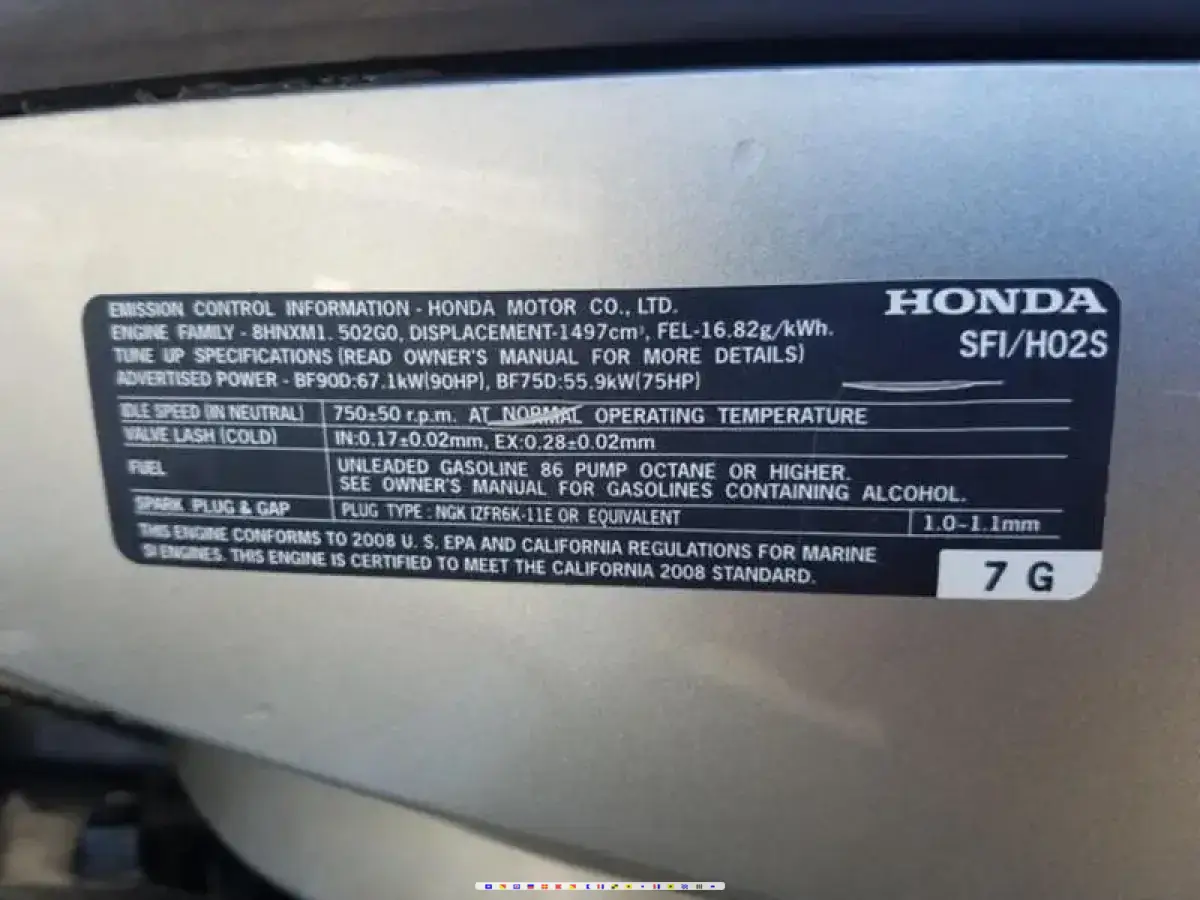 EMISSION CONTROL INFORMATION - HONDA MOTOR CO., LTD.
HONDA
ENGINE FAMILY - 8HNXM1. 502G0, DISPLACEMENT-1497cm³, FEL-16.82g/kWh.
SFI/H02S
TUNE UP SPECIFICATIONS (READ OWNER'S MANUAL FOR MORE DETAILS)
ADVERTISED POWER - BF90D:67.1kW(90HP), BF75D:55.9kW(75HP)
IDLE SPEED (IN NEUTRAL) 750±50 r.p.m. AT NORMAL OPERATING TEMPERATURE
VALVE LASH (COLD) IN:0.17±0.02mm, EX:0.28±0.02mm
FUEL UNLEADED GASOLINE 86 PUMP OCTANE OR HIGHER.
SEE OWNER'S MANUAL FOR GASOLINES CONTAINING ALCOHOL.
SPARK PLUG & GAP PLUG TYPE : NGK IZFR6K-11E OR EQUIVALENT 1.0-1.1mm
THIS ENGINE CONFORMS TO 2008 U. S. EPA AND CALIFORNIA REGULATIONS FOR MARINE
SI ENGINES. THIS ENGINE IS CERTIFIED TO MEET THE CALIFORNIA 2008 STANDARD.
7 G